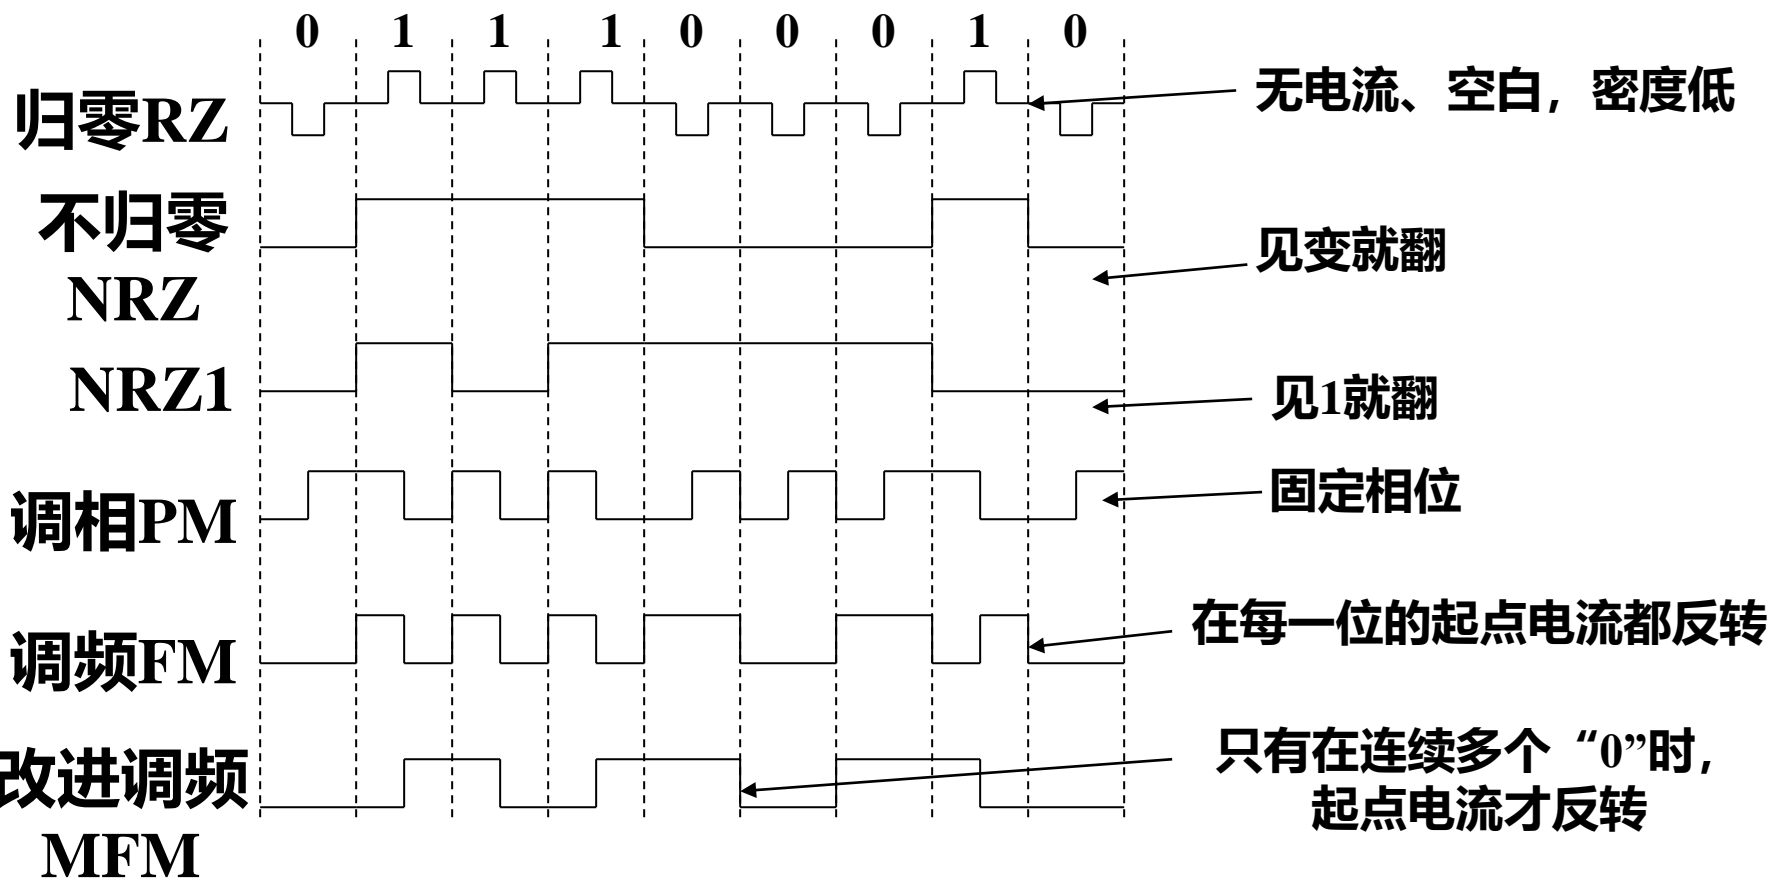 0 1 1 1 0 0 0 1 0
归零RZ
无电流、空白，密度低
不归零
NRZ
见变就翻
NRZ1
见1就翻
调相PM
固定相位
调频FM
在每一位的起点电流都反转
改进调频
MFM
只有在连续多个“0”时，
起点电流才反转